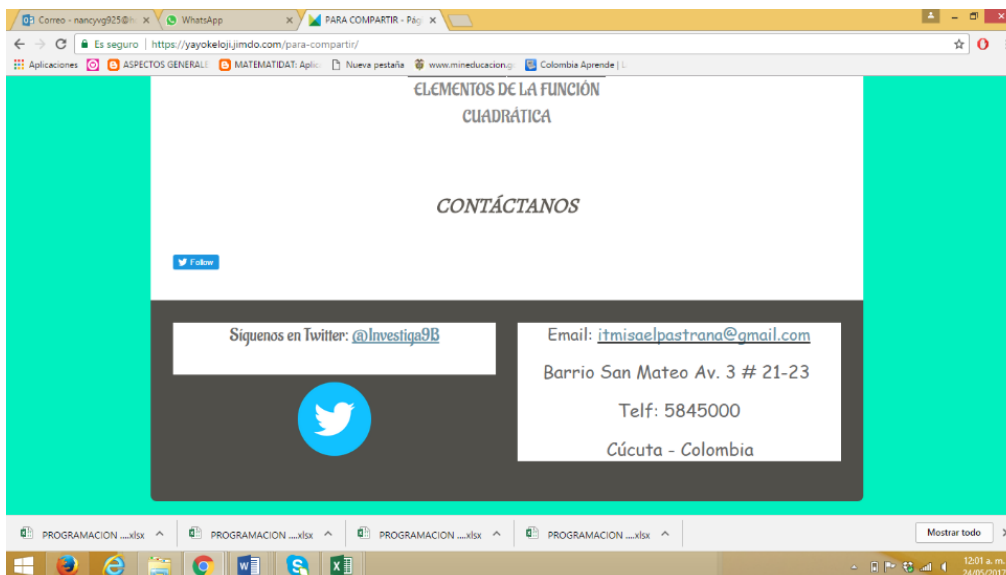 Correo - nancyvg925@h
WhatsApp
PARA COMPARTIR - Pág
Es seguro | https://yayokeloji.jimdo.com/para-compartir/
Aplicaciones
ASPECTOS GENERALE
MATEMATIDAT: Aplic
Nueva pestaña
www.mineducacion.g
Colombia Aprende |
ELEMENTOS DE LA FUNCIÓN
CUADRÁTICA
CONTÁCTANOS
Follow
Síguenos en Twitter: @Investiga9B
Email: itmisaelpastrana@gmail.com
Barrio San Mateo Av. 3 # 21-23
Telf: 5845000
Cúcuta - Colombia
PROGRAMACION ....xlsx
PROGRAMACION ....xlsx
PROGRAMACION ....xlsx
PROGRAMACION ....xlsx
Mostrar todo
12:01 a. m.